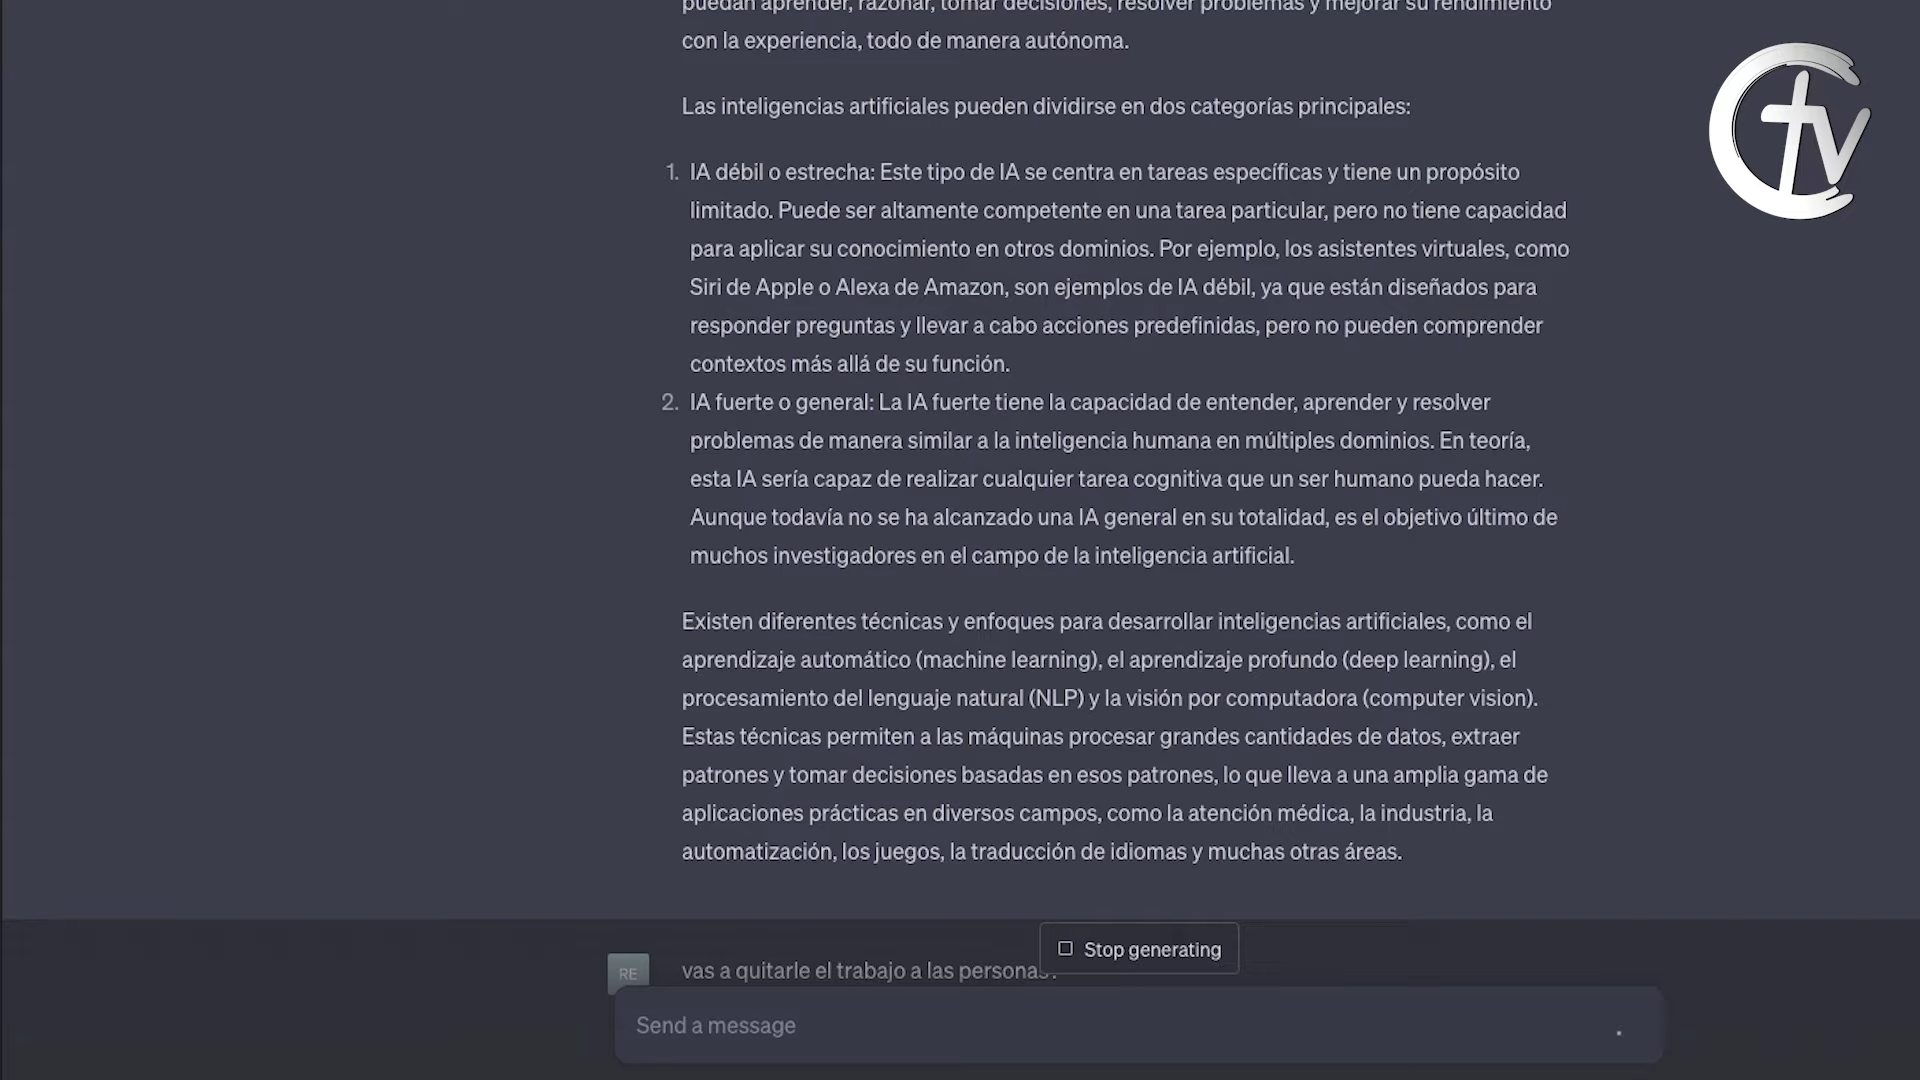 puedan aprender, razonar, tomar decisiones, resolver problemas y mejorar su rendimiento
con la experiencia, todo de manera autónoma.
Las inteligencias artificiales pueden dividirse en dos categorías principales:
1. IA débil o estrecha: Este tipo de IA se centra en tareas específicas y tiene un propósito
limitado. Puede ser altamente competente en una tarea particular, pero no tiene capacidad
para aplicar su conocimiento en otros dominios. Por ejemplo, los asistentes virtuales, como
Siri de Apple o Alexa de Amazon, son ejemplos de IA débil, ya que están diseñados para
responder preguntas y llevar a cabo acciones predefinidas, pero no pueden comprender
contextos más allá de su función.
2. IA fuerte o general: La IA fuerte tiene la capacidad de entender, aprender y resolver
problemas de manera similar a la inteligencia humana en múltiples dominios. En teoría,
esta IA sería capaz de realizar cualquier tarea cognitiva que un ser humano pueda hacer.
Aunque todavía no se ha alcanzado una IA general en su totalidad, es el objetivo último de
muchos investigadores en el campo de la inteligencia artificial.
Existen diferentes técnicas y enfoques para desarrollar inteligencias artificiales, como el
aprendizaje automático (machine learning), el aprendizaje profundo (deep learning), el
procesamiento del lenguaje natural (NLP) y la visión por computadora (computer vision).
Estas técnicas permiten a las máquinas procesar grandes cantidades de datos, extraer
patrones y tomar decisiones basadas en esos patrones, lo que lleva a una amplia gama de
aplicaciones prácticas en diversos campos, como la atención médica, la industria, la
automatización, los juegos, la traducción de idiomas y muchas otras áreas.
Stop generating
RE vas a quitarle el trabajo a las personas?
Send a message
CTV